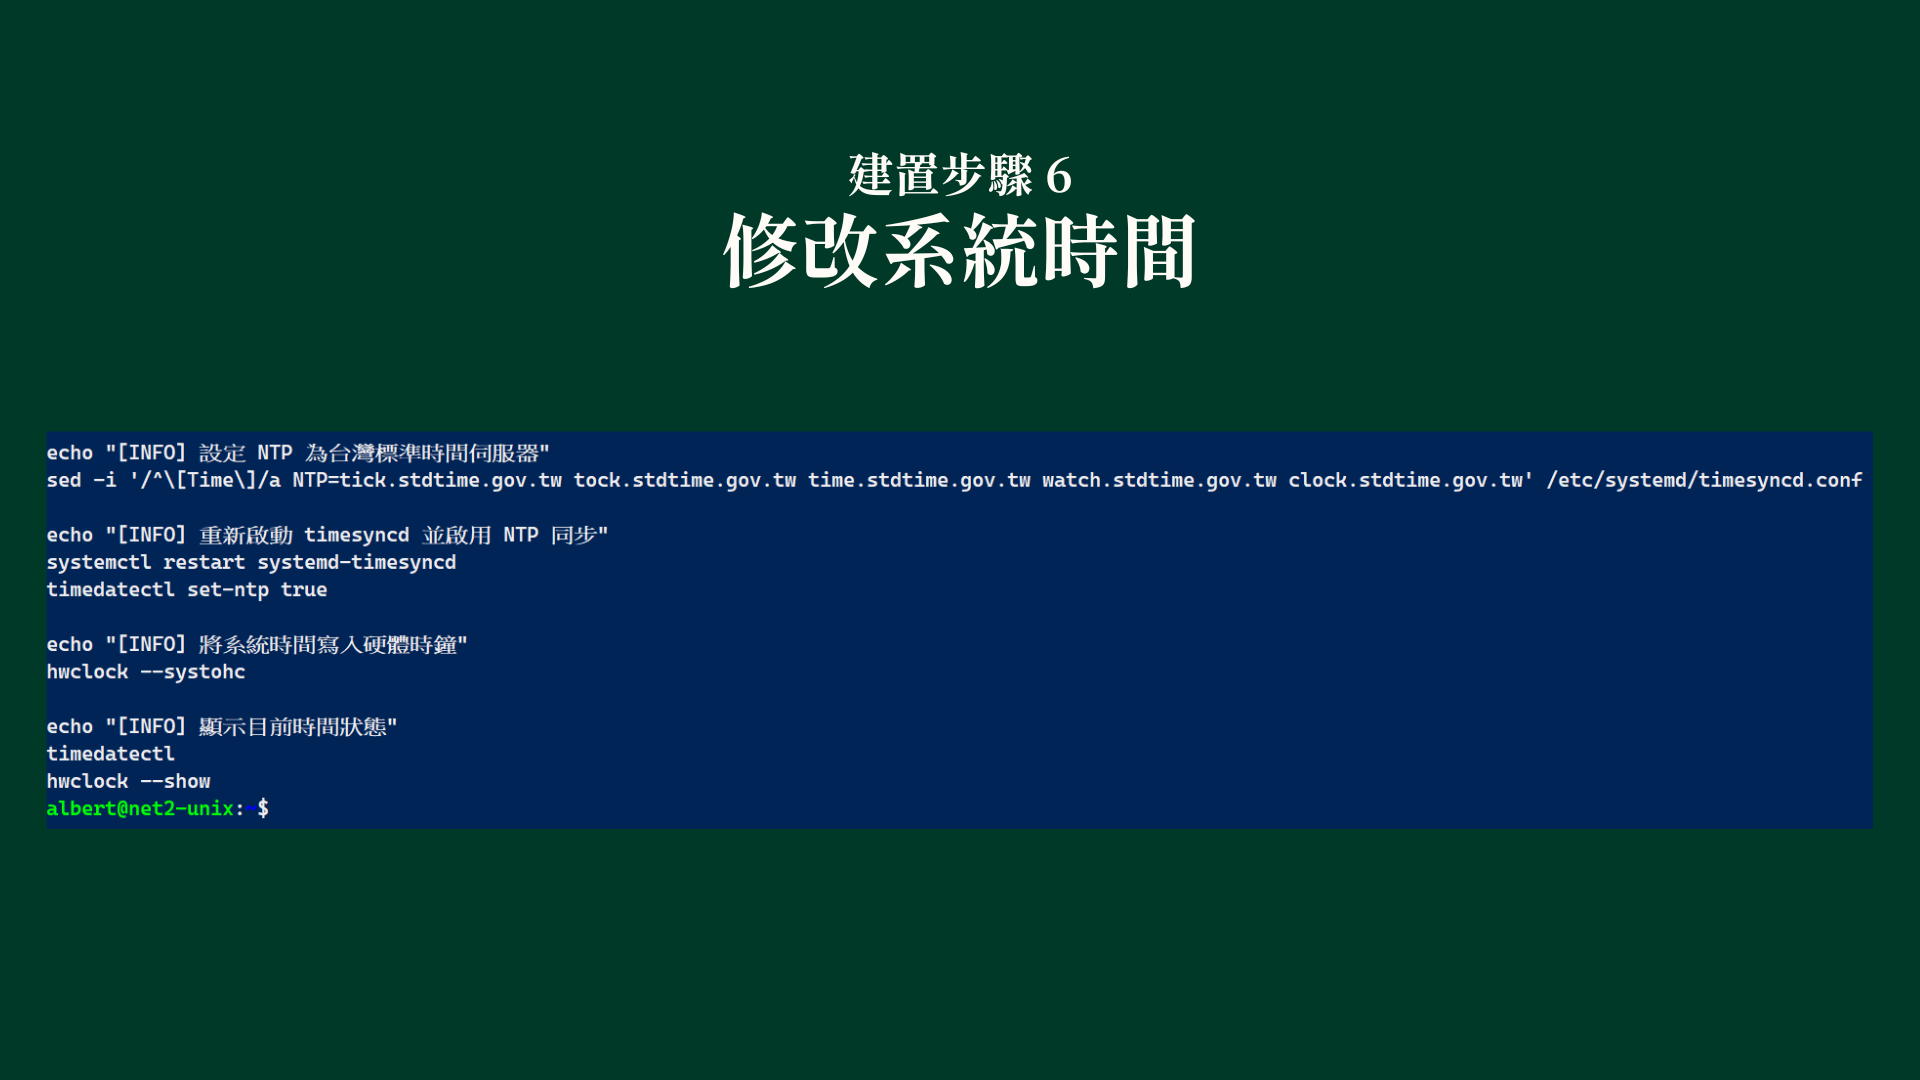 建置步驟 6
修改系統時間
echo "[INFO] 設定 NTP 為台灣標準時間伺服器"
sed -i '/^\[Time\]/a NTP=tick.stdtime.gov.tw tock.stdtime.gov.tw time.stdtime.gov.tw watch.stdtime.gov.tw clock.stdtime.gov.tw' /etc/systemd/timesyncd.conf
echo "[INFO] 重新啟動 timesyncd 並啟用 NTP 同步"
systemctl restart systemd-timesyncd
timedatectl set-ntp true
echo "[INFO] 將系統時間寫入硬體時鐘"
hwclock --systohc
echo "[INFO] 顯示目前時間狀態"
timedatectl
hwclock --show
albert@net2-unix:~$